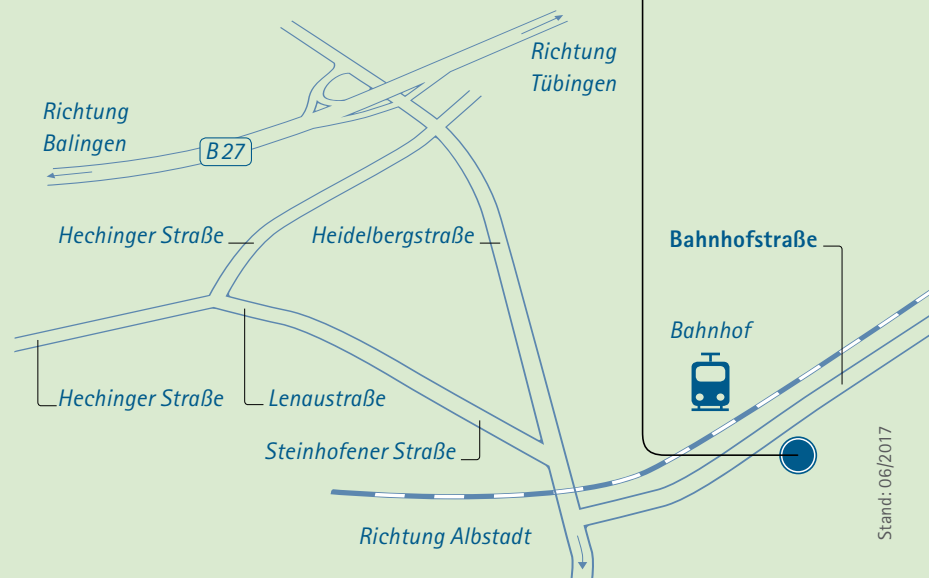 Richtung
Tübingen
Richtung
Balingen
B 27
Hechinger Straße
Heidelbergstraße
Bahnhofstraße
Bahnhof
Hechinger Straße
Lenaustraße
Steinhofener Straße
Richtung Albstadt
Stand: 06/2017